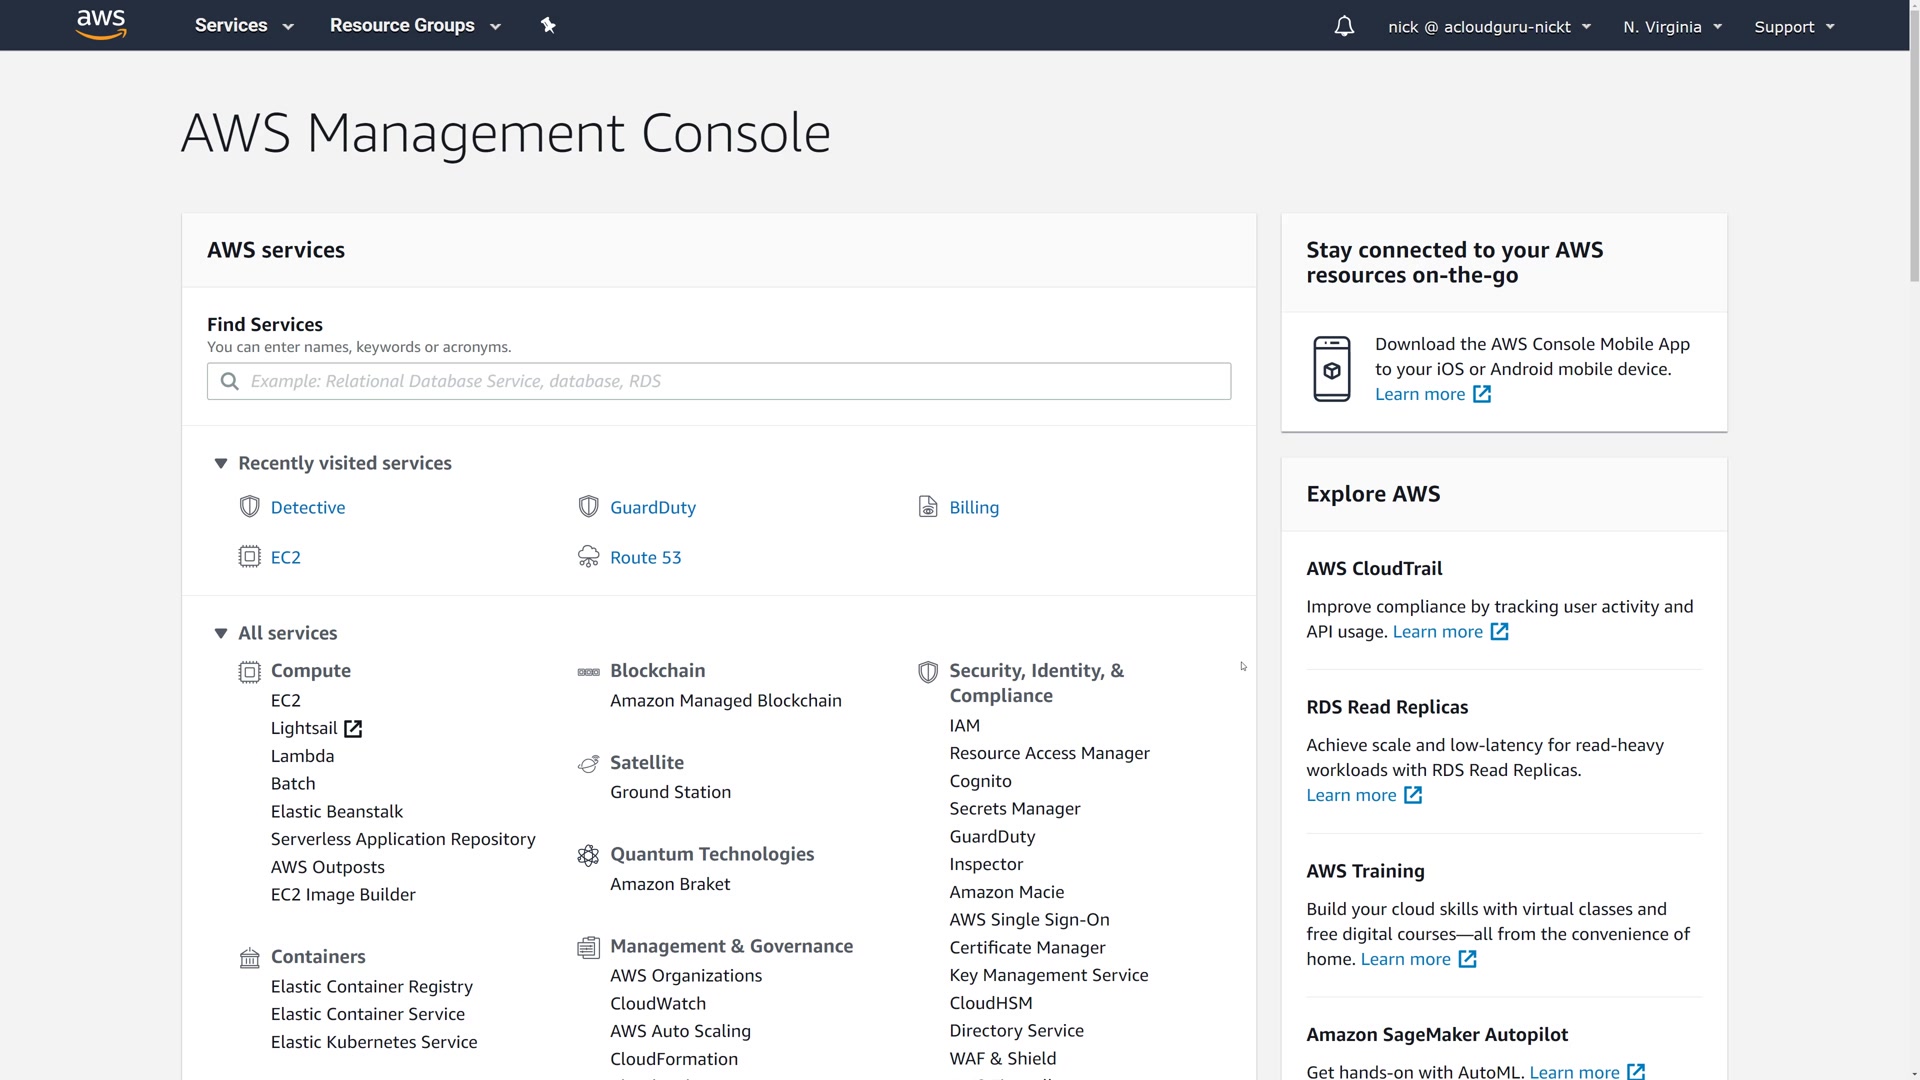 aws
Services
Resource Groups
nick @ acloudguru-nickt
N. Virginia
Support
AWS Management Console
AWS services
Find Services
You can enter names, keywords or acronyms.
Example: Relational Database Service, database, RDS
Recently visited services
Detective
GuardDuty
Billing
EC2
Route 53
All services
Compute
EC2
Lightsail
Lambda
Batch
Elastic Beanstalk
Serverless Application Repository
AWS Outposts
EC2 Image Builder
Containers
Elastic Container Registry
Elastic Container Service
Elastic Kubernetes Service
Blockchain
Amazon Managed Blockchain
Satellite
Ground Station
Quantum Technologies
Amazon Braket
Management & Governance
AWS Organizations
CloudWatch
AWS Auto Scaling
CloudFormation
Security, Identity, &
Compliance
IAM
Resource Access Manager
Cognito
Secrets Manager
GuardDuty
Inspector
Amazon Macie
AWS Single Sign-On
Certificate Manager
Key Management Service
CloudHSM
Directory Service
WAF & Shield
Stay connected to your AWS
resources on-the-go
Download the AWS Console Mobile App
to your iOS or Android mobile device.
Learn more
Explore AWS
AWS CloudTrail
Improve compliance by tracking user activity and
API usage. Learn more
RDS Read Replicas
Achieve scale and low-latency for read-heavy
workloads with RDS Read Replicas.
Learn more
AWS Training
Build your cloud skills with virtual classes and
free digital courses—all from the convenience of
home. Learn more
Amazon SageMaker Autopilot
Get hands-on with AutoML. Learn more